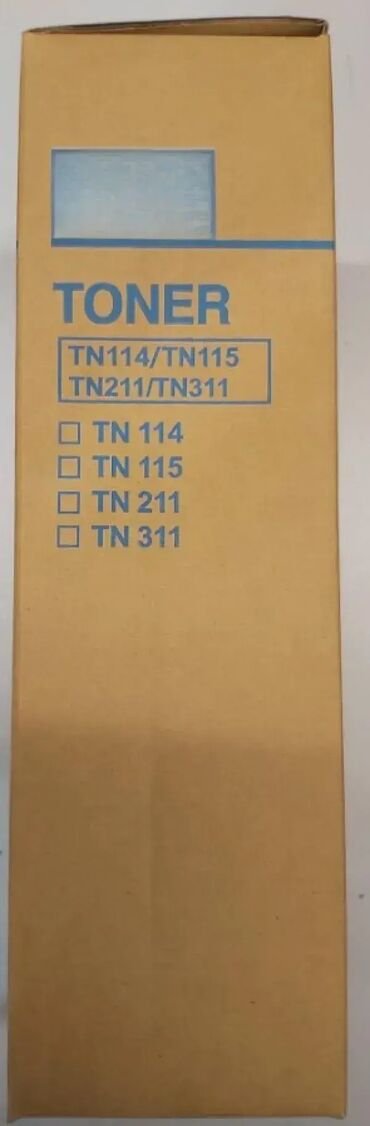 TONER
TN114/TN115
TN211/TN311
☐ TN 114
☐ TN 115
☐ TN 211
☐ TN 311